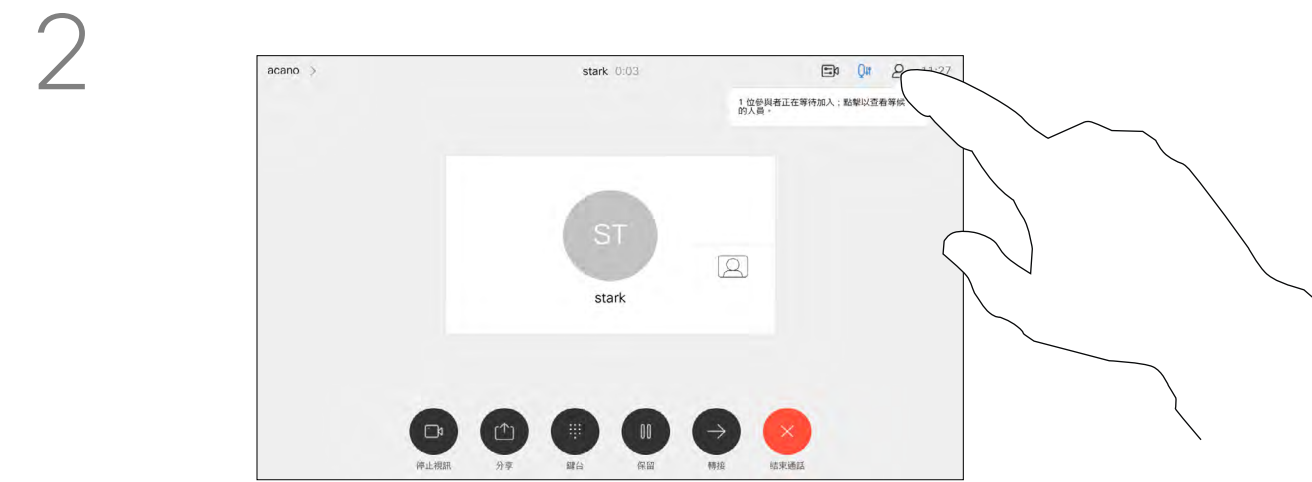 2
acano >
stark 0:03
11:27
1 位參與者正在等待加入；點擊以查看等候
的人員。
ST
stark
停止視訊
分享
鍵台
保留
轉接
結束通話